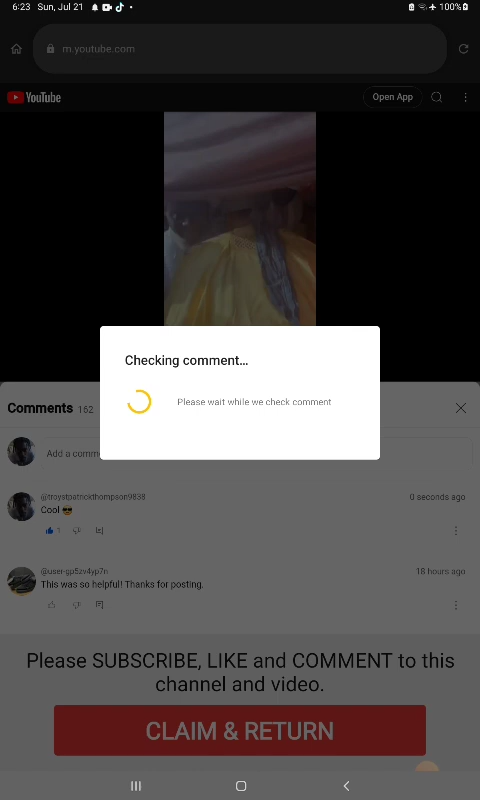 6:23 Sun, Jul 21
100%
m.youtube.com
YouTube
Open App
Checking comment...
Please wait while we check comment
Comments 162
Add a comm
@troystpatrickthompson9838
0 seconds ago
Cool 😎
1
@user-gp5zv4yp7n
18 hours ago
This was so helpful! Thanks for posting.
Please SUBSCRIBE, LIKE and COMMENT to this
channel and video.
CLAIM & RETURN